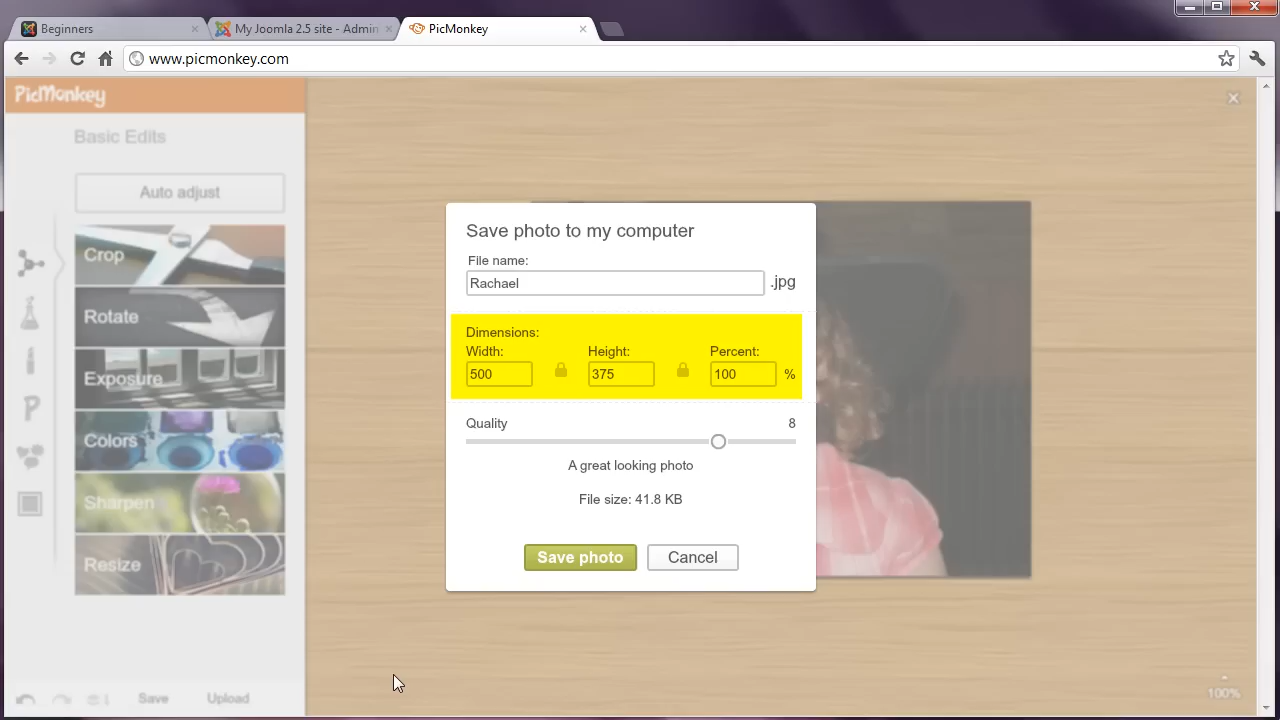 Beginners
My Joomla 2.5 site - Admin
PicMonkey
www.picmonkey.com
PicMonkey
Basic Edits
Auto adjust
Crop
Rotate
Exposure
Colors
Sharpen
Resize
Save
Upload
Save photo to my computer
File name:
Rachael .jpg
Dimensions:
Width: Height: Percent:
500 375 100 %
Quality 8
A great looking photo
File size: 41.8 KB
Save photo Cancel
100%